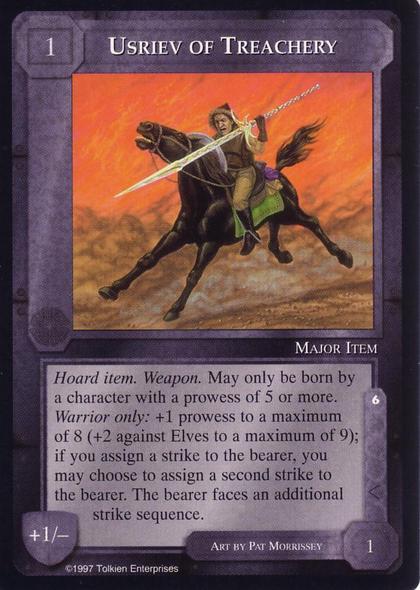 1
USRIEV OF TREACHERY
MAJOR ITEM
Hoard item. Weapon. May only be born by
a character with a prowess of 5 or more.
Warrior only: +1 prowess to a maximum
of 8 (+2 against Elves to a maximum of 9);
if you assign a strike to the bearer, you
may choose to assign a second strike to
the bearer. The bearer faces an additional
strike sequence.
6
+1/–
ART BY PAT MORRISSEY
1
©1997 Tolkien Enterprises